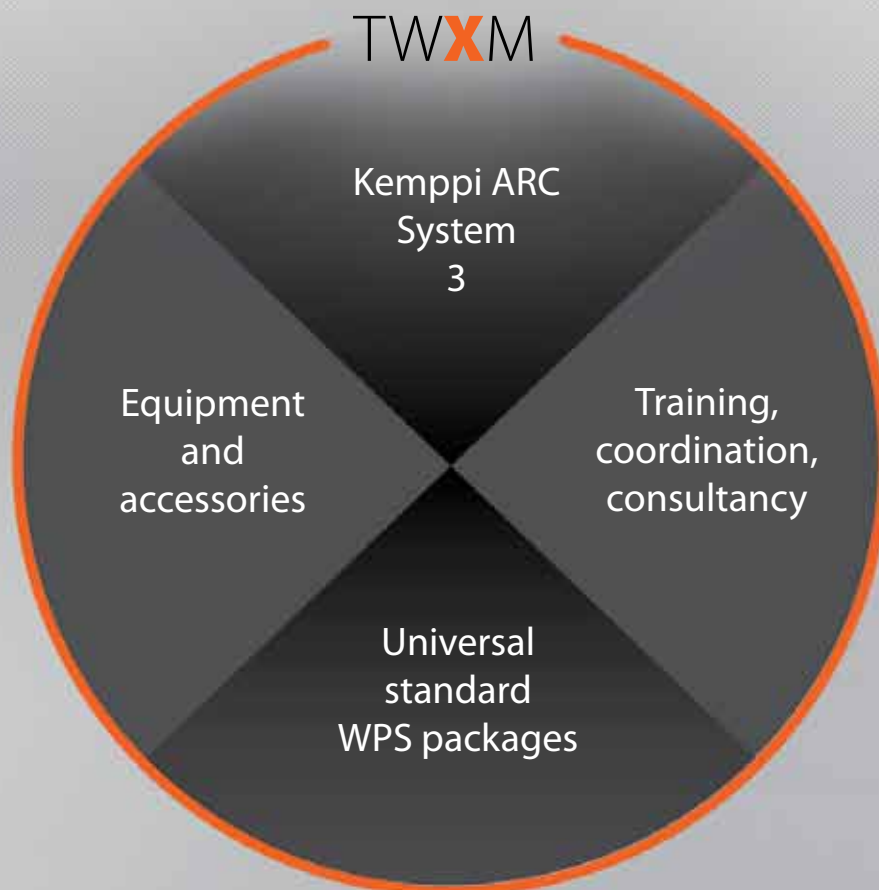 TWXM
Kemppi ARC
System
3
Equipment
and
accessories
Training,
coordination,
consultancy
Universal
standard
WPS packages